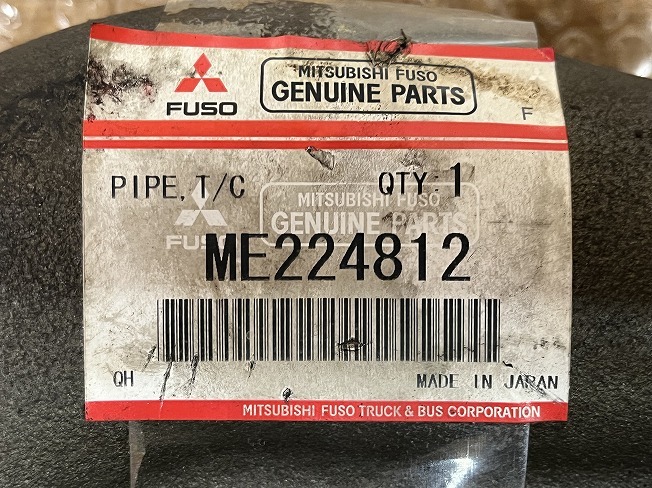 FUSO
MITSUBISHI FUSO
GENUINE PARTS
F
PIPE, T/C QTY: 1
MITSUBISHI FUSO
GENUINE PARTS
FUSO
ME224812
QH MADE IN JAPAN
MITSUBISHI FUSO TRUCK & BUS CORPORATION